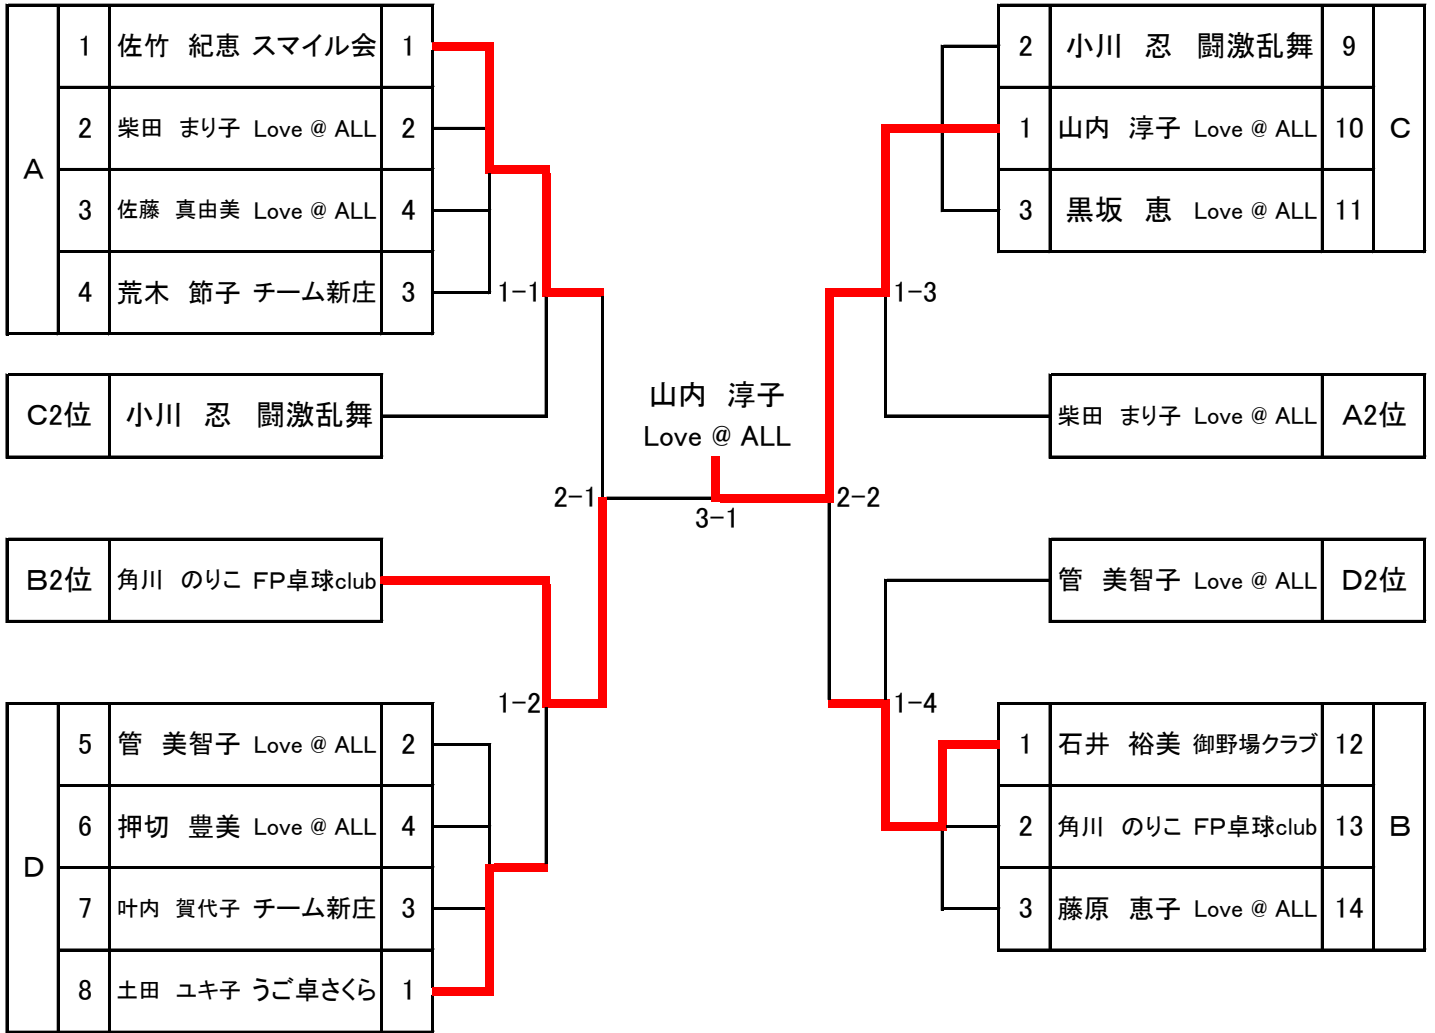 A
1 佐竹 紀恵 スマイル会 1
2 柴田 まり子 Love @ ALL 2
3 佐藤 真由美 Love @ ALL 4
4 荒木 節子 チーム新庄 3
C2位 小川 忍 闘激乱舞
B2位 角川 のりこ FP卓球club
D
5 管 美智子 Love @ ALL 2
6 押切 豊美 Love @ ALL 4
7 叶内 賀代子 チーム新庄 3
8 土田 ユキ子 うご卓さくら 1
1-1
1-2
2-1
山内 淳子
Love @ ALL
3-1
2-2
1-3
1-4
2 小川 忍 闘激乱舞 9
1 山内 淳子 Love @ ALL 10
3 黒坂 恵 Love @ ALL 11
C
柴田 まり子 Love @ ALL A2位
管 美智子 Love @ ALL D2位
1 石井 裕美 御野場クラブ 12
2 角川 のりこ FP卓球club 13
3 藤原 恵子 Love @ ALL 14
B